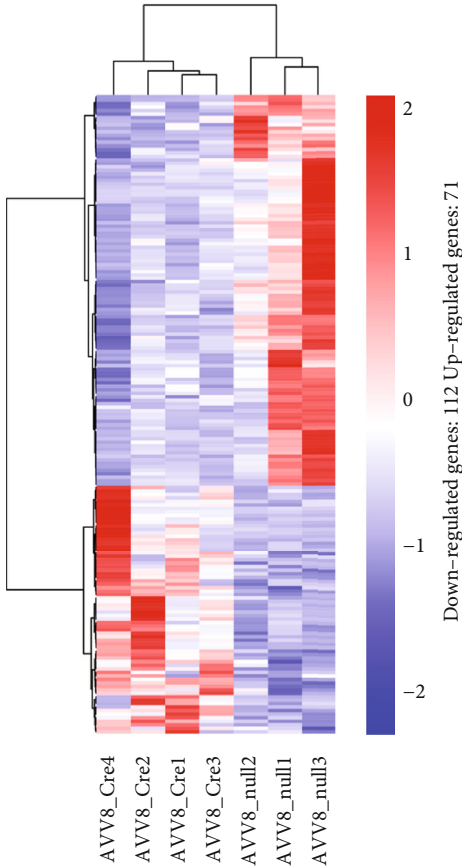 2
1
0
−1
−2
Down−regulated genes: 112 Up−regulated genes: 71
AVV8_Cre4
AVV8_Cre2
AVV8_Cre1
AVV8_Cre3
AVV8_null2
AVV8_null1
AVV8_null3